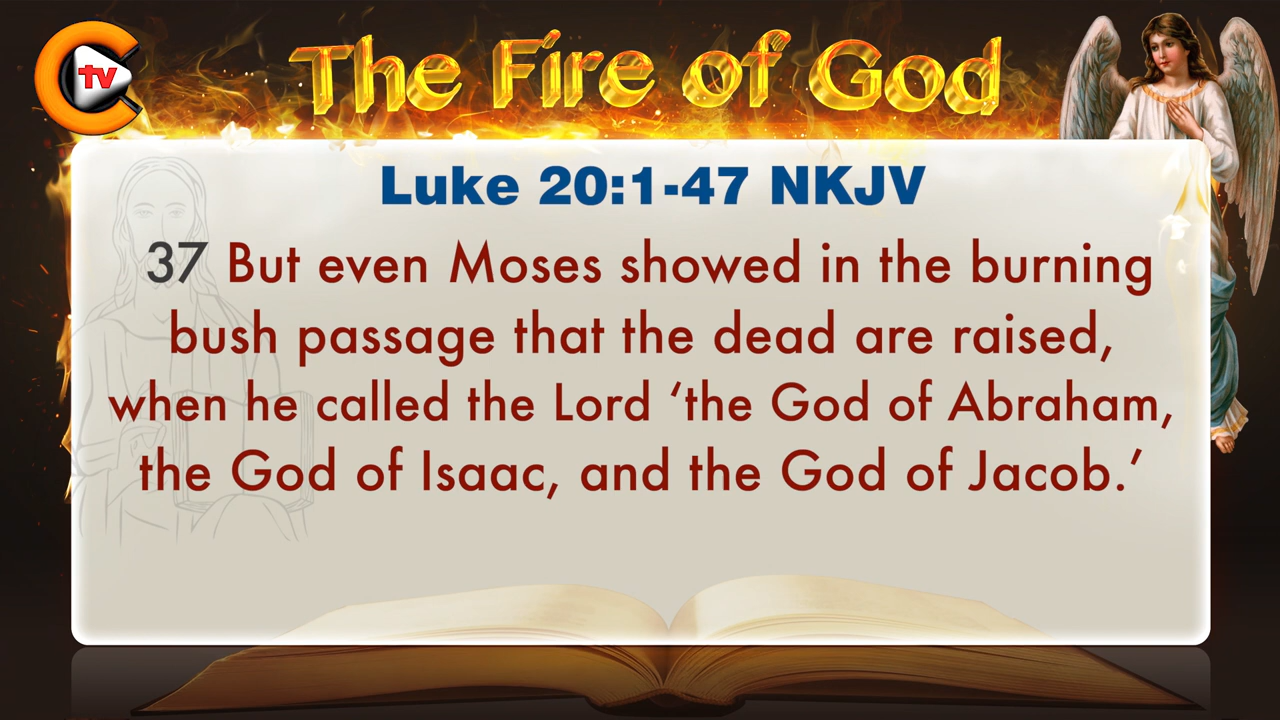 tv
The Fire of God
Luke 20:1-47 NKJV
37 But even Moses showed in the burning
bush passage that the dead are raised,
when he called the Lord ‘the God of Abraham,
the God of Isaac, and the God of Jacob.’